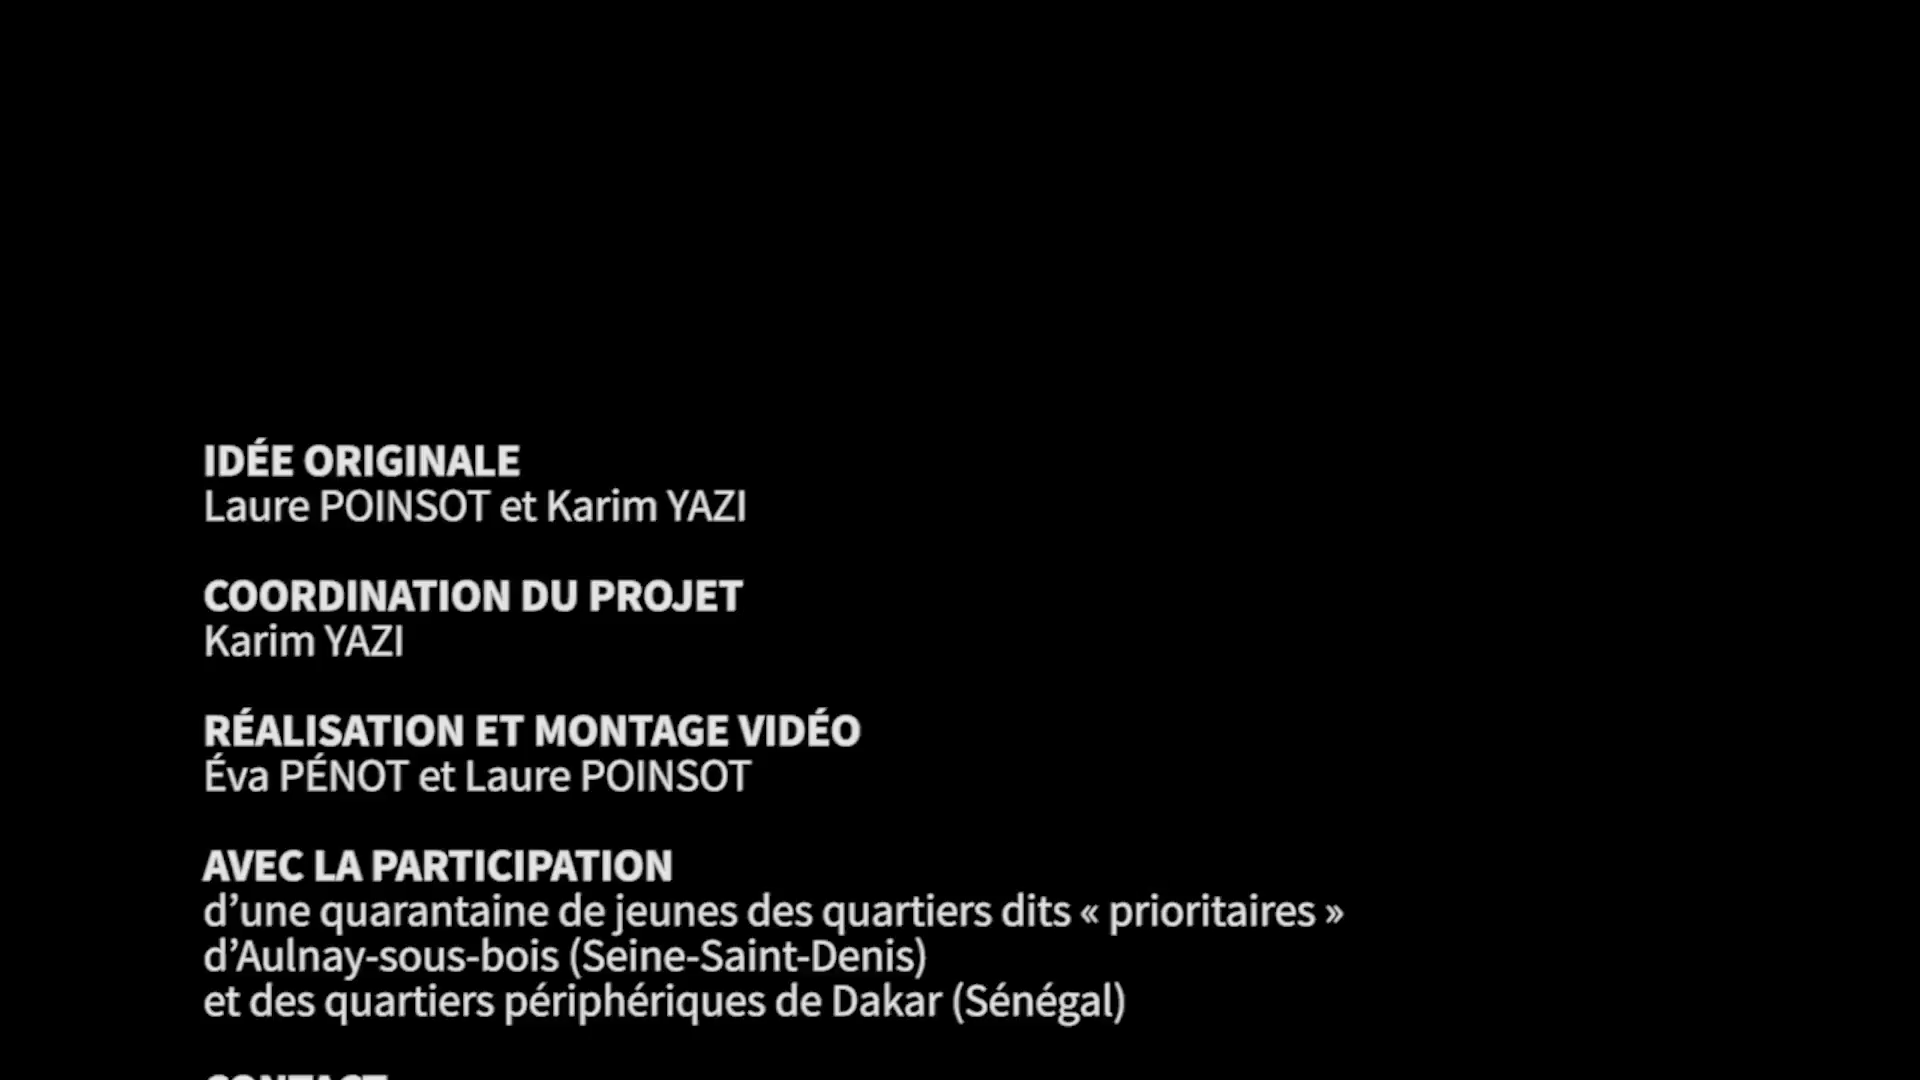 IDÉE ORIGINALE
Laure POINSOT et Karim YAZI
COORDINATION DU PROJET
Karim YAZI
RÉALISATION ET MONTAGE VIDÉO
Éva PÉNOT et Laure POINSOT
AVEC LA PARTICIPATION
d’une quarantaine de jeunes des quartiers dits « prioritaires »
d’Aulnay-sous-bois (Seine-Saint-Denis)
et des quartiers périphériques de Dakar (Sénégal)
CONTACT